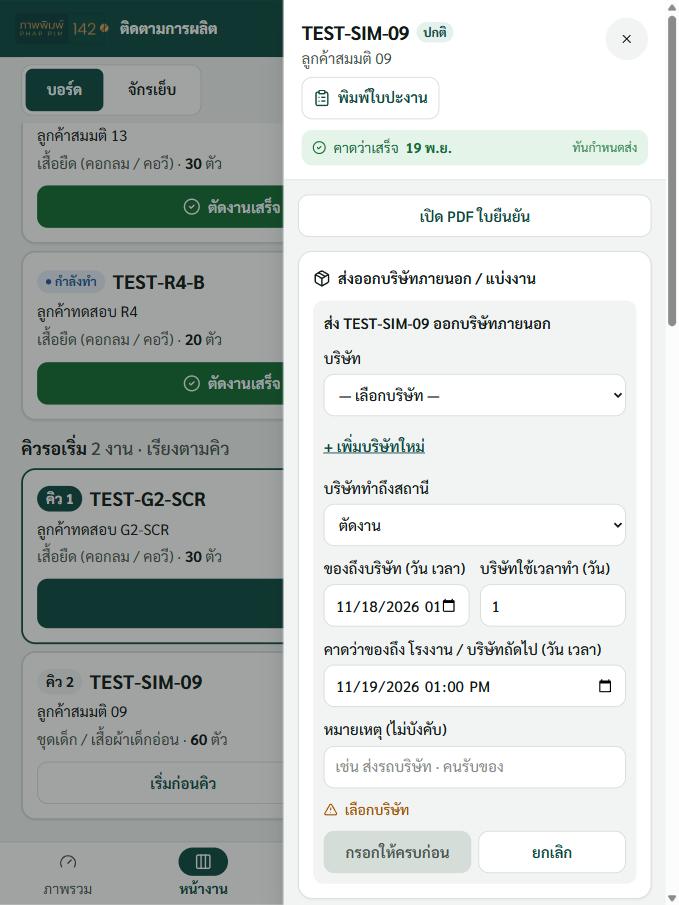 ภาพพิมพ์
PHAP PIM
142
ติดตามการผลิต
บอร์ด
จักรเย็บ
ลูกค้าสมมติ 13
เสื้อยืด (คอกลม / คอวี) · 30 ตัว
ตัดงานเสร็จ
กำลังทำ TEST-R4-B
ลูกค้าทดสอบ R4
เสื้อยืด (คอกลม / คอวี) · 20 ตัว
ตัดงานเสร็จ
คิวรอเริ่ม 2 งาน · เรียงตามคิว
คิว 1 TEST-G2-SCR
ลูกค้าทดสอบ G2-SCR
เสื้อยืด (คอกลม / คอวี) · 30 ตัว
คิว 2 TEST-SIM-09
ลูกค้าสมมติ 09
ชุดเด็ก / เสื้อผ้าเด็กอ่อน · 60 ตัว
เริ่มก่อนคิว
ภาพรวม
หน้างาน
TEST-SIM-09 ปกติ
ลูกค้าสมมติ 09
พิมพ์ใบปะงาน
คาดว่าเสร็จ 19 พ.ย. ทันกำหนดส่ง
เปิด PDF ใบยืนยัน
ส่งออกบริษัทภายนอก / แบ่งงาน
ส่ง TEST-SIM-09 ออกบริษัทภายนอก
บริษัท
— เลือกบริษัท —
+ เพิ่มบริษัทใหม่
บริษัททำถึงสถานี
ตัดงาน
ของถึงบริษัท (วัน เวลา) บริษัทใช้เวลาทำ (วัน)
11/18/2026 01 1
คาดว่าของถึง โรงงาน / บริษัทถัดไป (วัน เวลา)
11/19/2026 01:00 PM
หมายเหตุ (ไม่บังคับ)
เช่น ส่งรถบริษัท · คนรับของ
เลือกบริษัท
กรอกให้ครบก่อน ยกเลิก